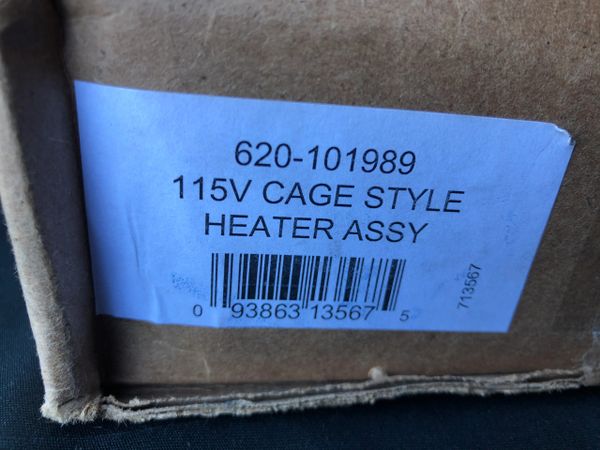 620-101989
115V CAGE STYLE
HEATER ASSY
0 93863 13567 5
713567